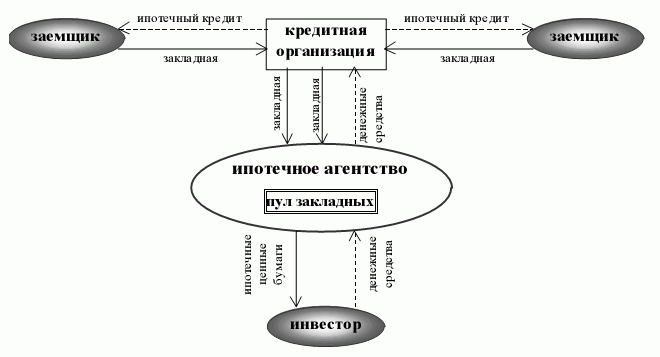 ипотечный кредит
кредитная
организация
ипотечный кредит
заемщик
заемщик
закладная
закладная
закладная
закладная
денежные
средства
ипотечное агентство
пул закладных
ипотечные
ценные
бумаги
денежные
средства
инвестор